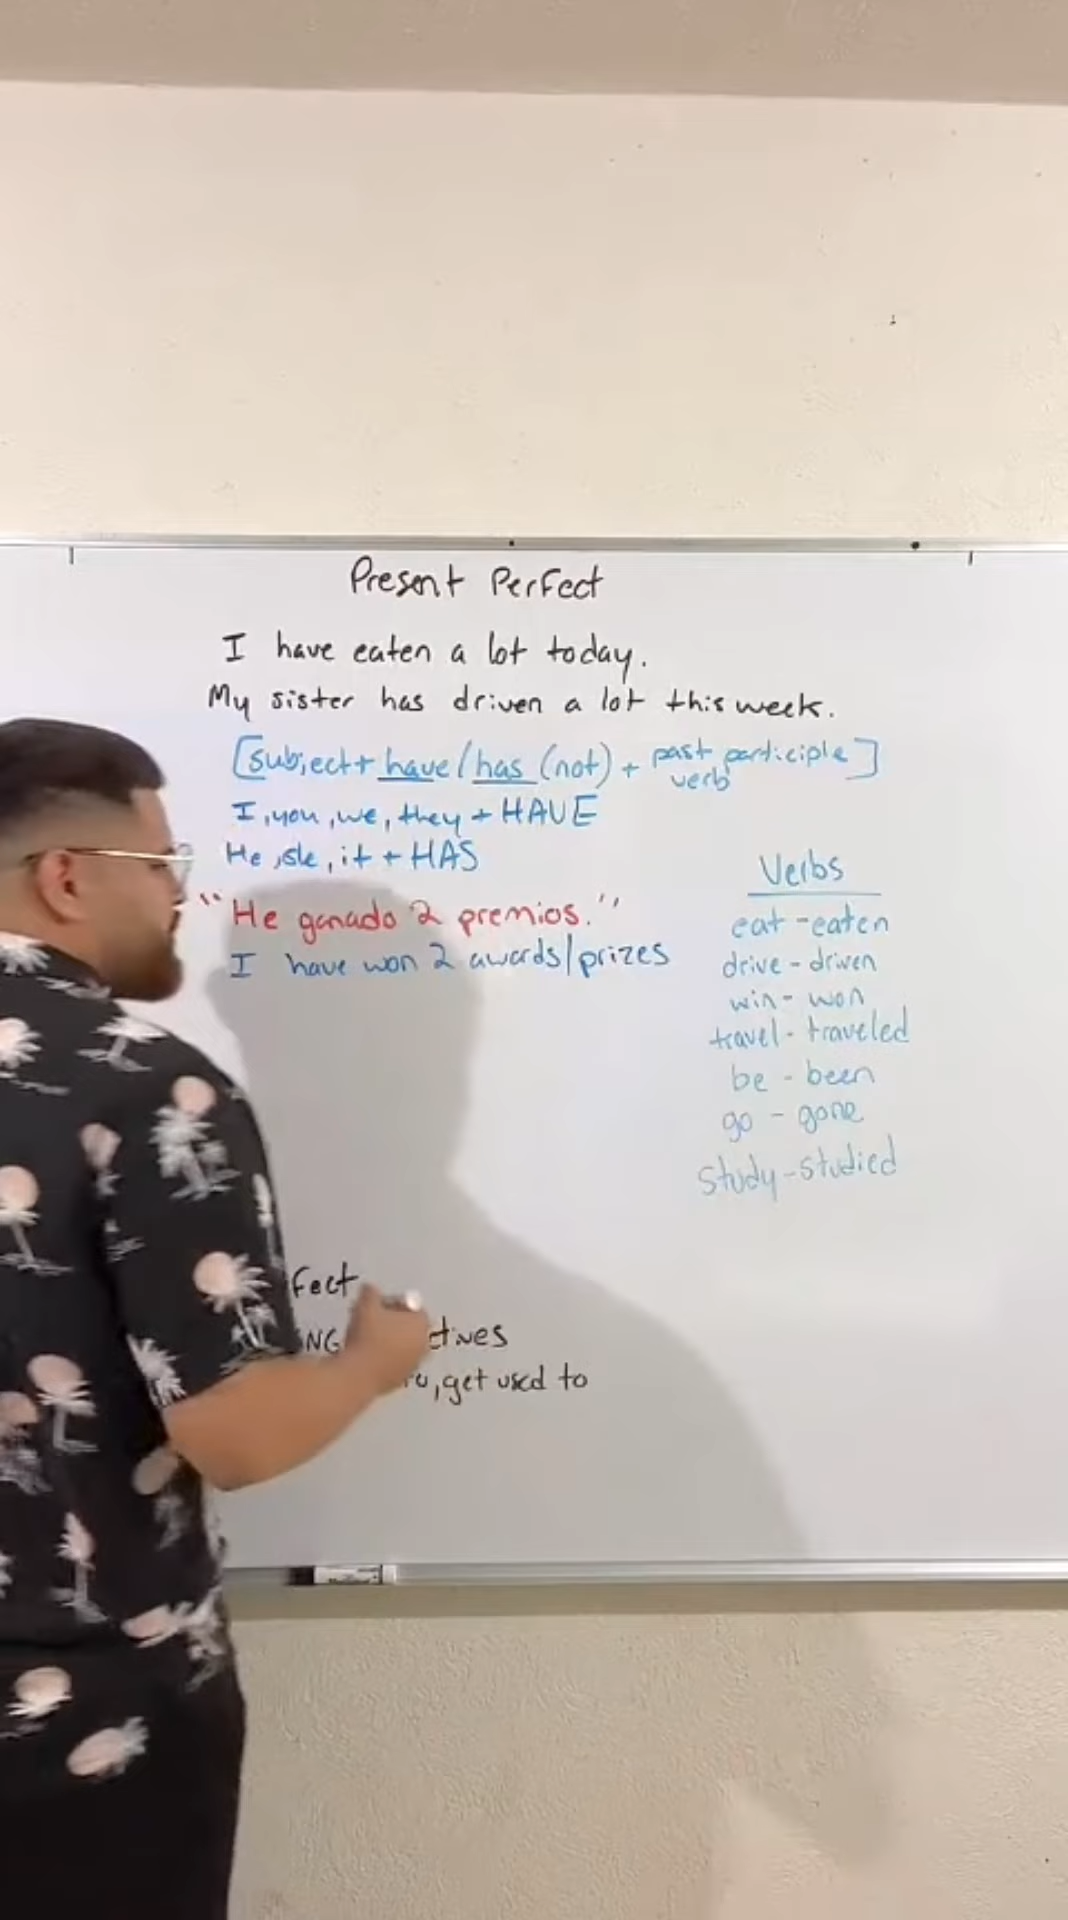 Present Perfect
I have eaten a lot today.
My sister has driven a lot this week.
[subject + have/has (not) + past participle]
verb
I, you, we, they + HAVE
He, she, it + HAS
"He ganado 2 premios."
I have won 2 awards/prizes
Verbs
eat - eaten
drive - driven
win - won
travel - traveled
be - been
go - gone
study - studied
fect
NG ctives
, get used to